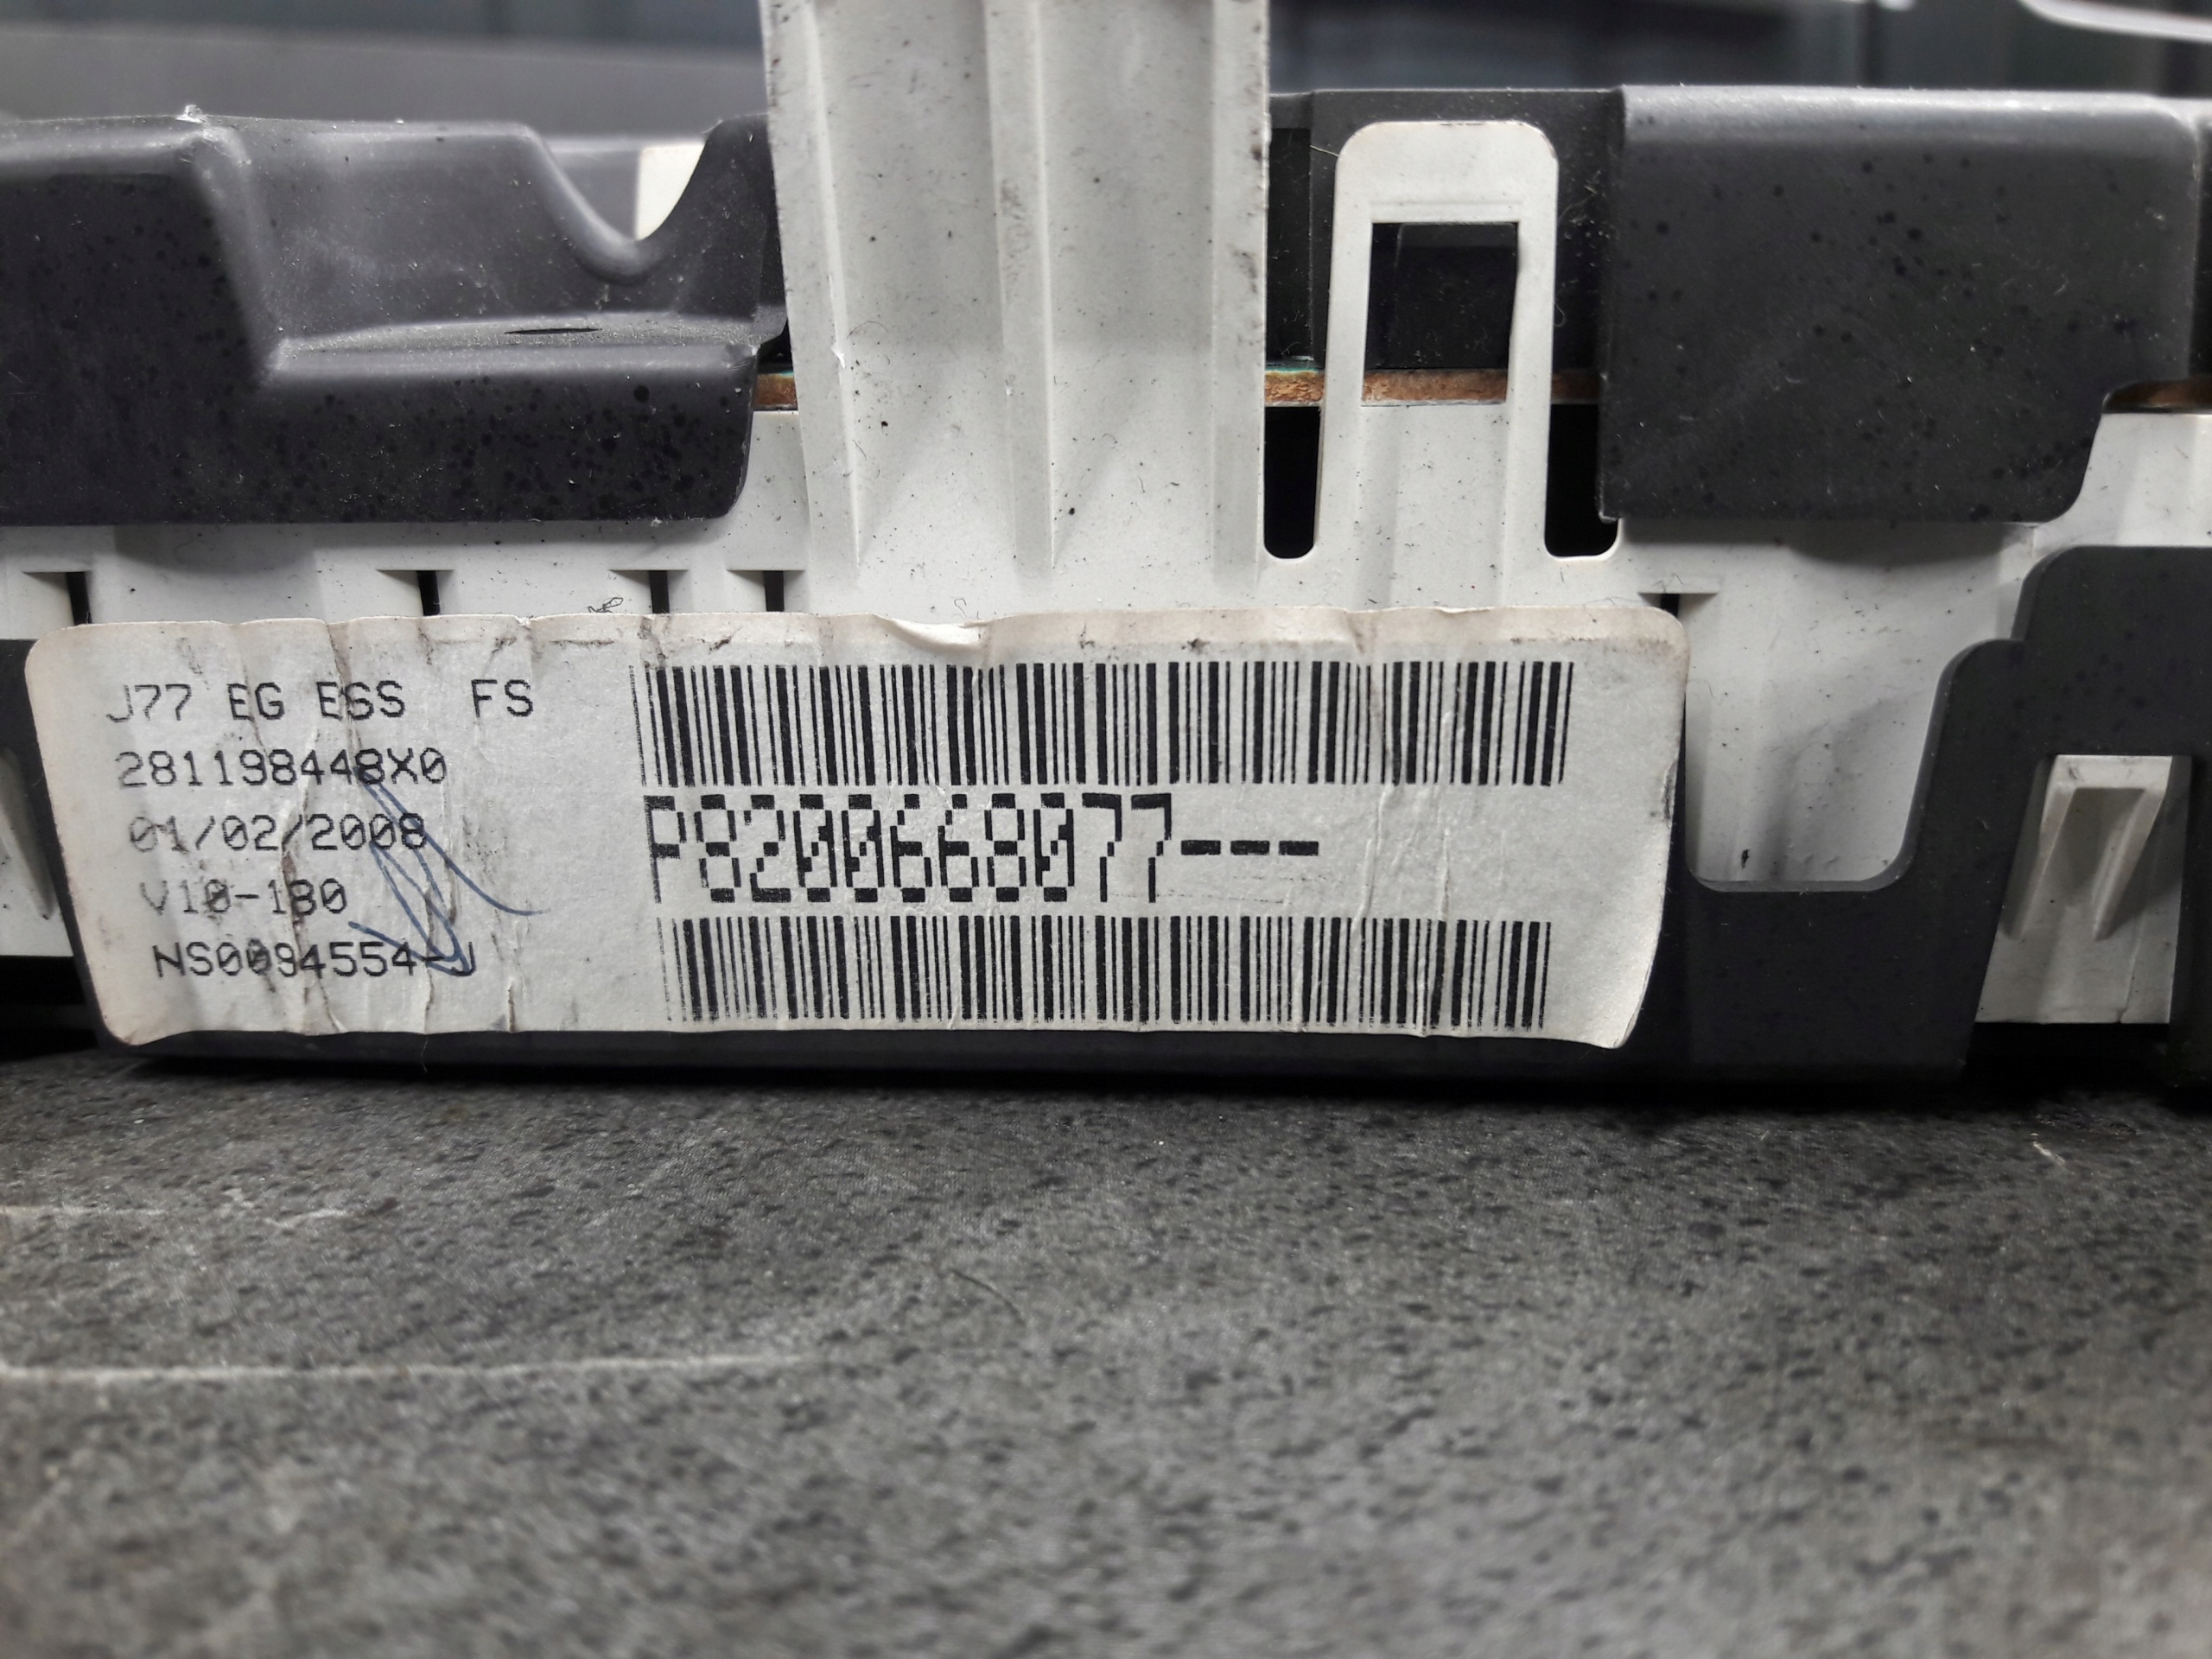 J77 EG ESS FS
281198448X0
01/02/2008
V10-180
NS0094554-J
P8200668077---